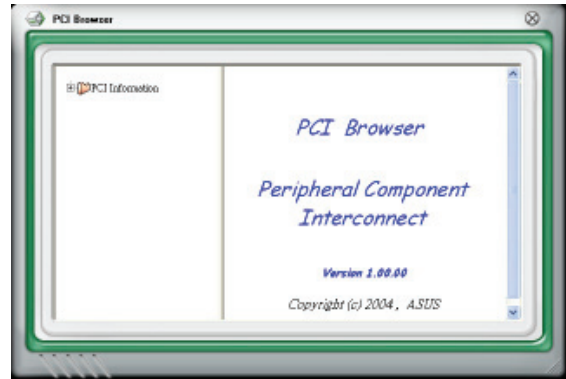 PCI Browser
PCI Information
PCI Browser
Peripheral Component
Interconnect
Version 1.00.00
Copyright (c) 2004, ASUS